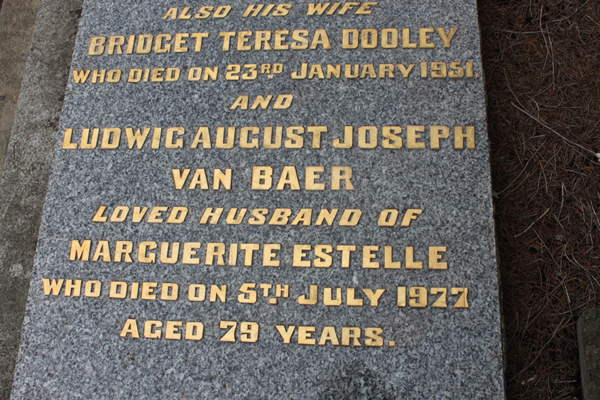 ALSO HIS WIFE
BRIDGET TERESA DOOLEY
WHO DIED ON 23RD JANUARY 1951.
AND
LUDWIG AUGUST JOSEPH
VAN BAER
LOVED HUSBAND OF
MARGUERITE ESTELLE
WHO DIED ON 5TH JULY 1977
AGED 79 YEARS.